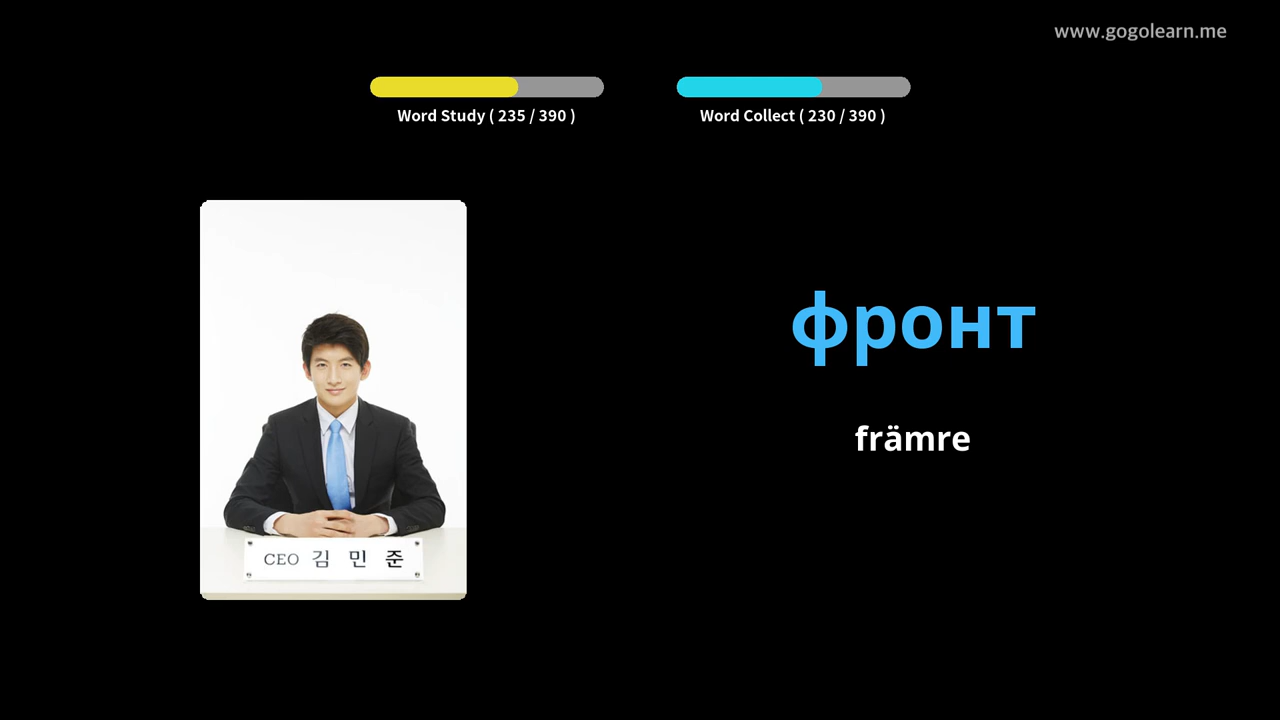 www.gogolearn.me
Word Study ( 235 / 390 )
Word Collect ( 230 / 390 )
фронт
främre
CEO 김 민 준